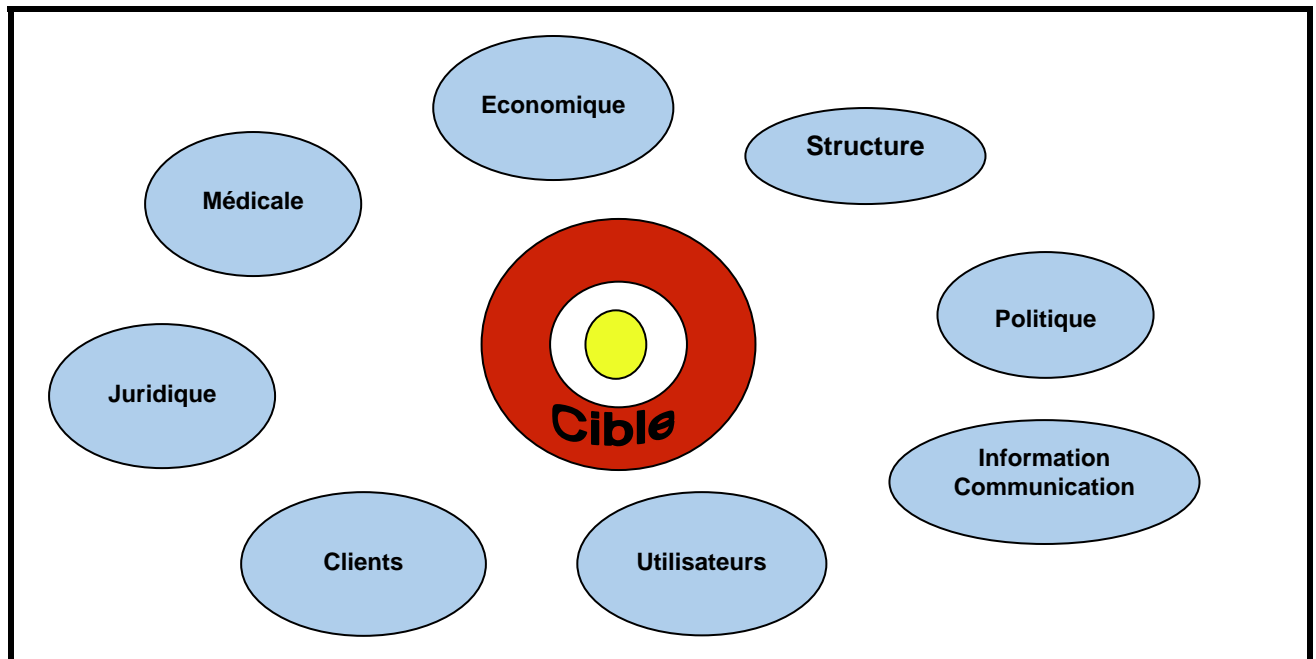 Economique
Structure
Médicale
Politique
Juridique
Cible
Information
Communication
Clients
Utilisateurs